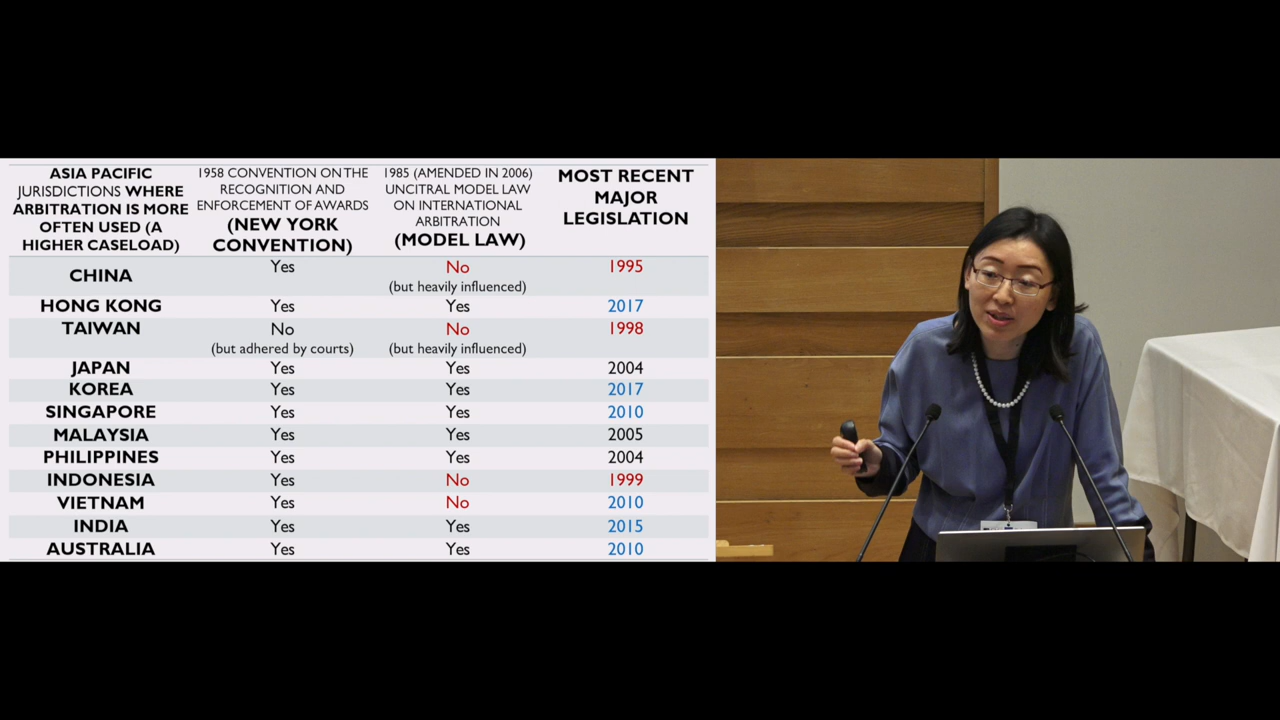 ASIA PACIFIC
JURISDICTIONS WHERE
ARBITRATION IS MORE
OFTEN USED (A
HIGHER CASELOAD)
1958 CONVENTION ON THE
RECOGNITION AND
ENFORCEMENT OF AWARDS
(NEW YORK
CONVENTION)
1985 (AMENDED IN 2006)
UNCITRAL MODEL LAW
ON INTERNATIONAL
ARBITRATION
(MODEL LAW)
MOST RECENT
MAJOR
LEGISLATION
CHINA Yes No 1995
(but heavily influenced)
HONG KONG Yes Yes 2017
TAIWAN No No 1998
(but adhered by courts) (but heavily influenced)
JAPAN Yes Yes 2004
KOREA Yes Yes 2017
SINGAPORE Yes Yes 2010
MALAYSIA Yes Yes 2005
PHILIPPINES Yes Yes 2004
INDONESIA Yes No 1999
VIETNAM Yes No 2010
INDIA Yes Yes 2015
AUSTRALIA Yes Yes 2010